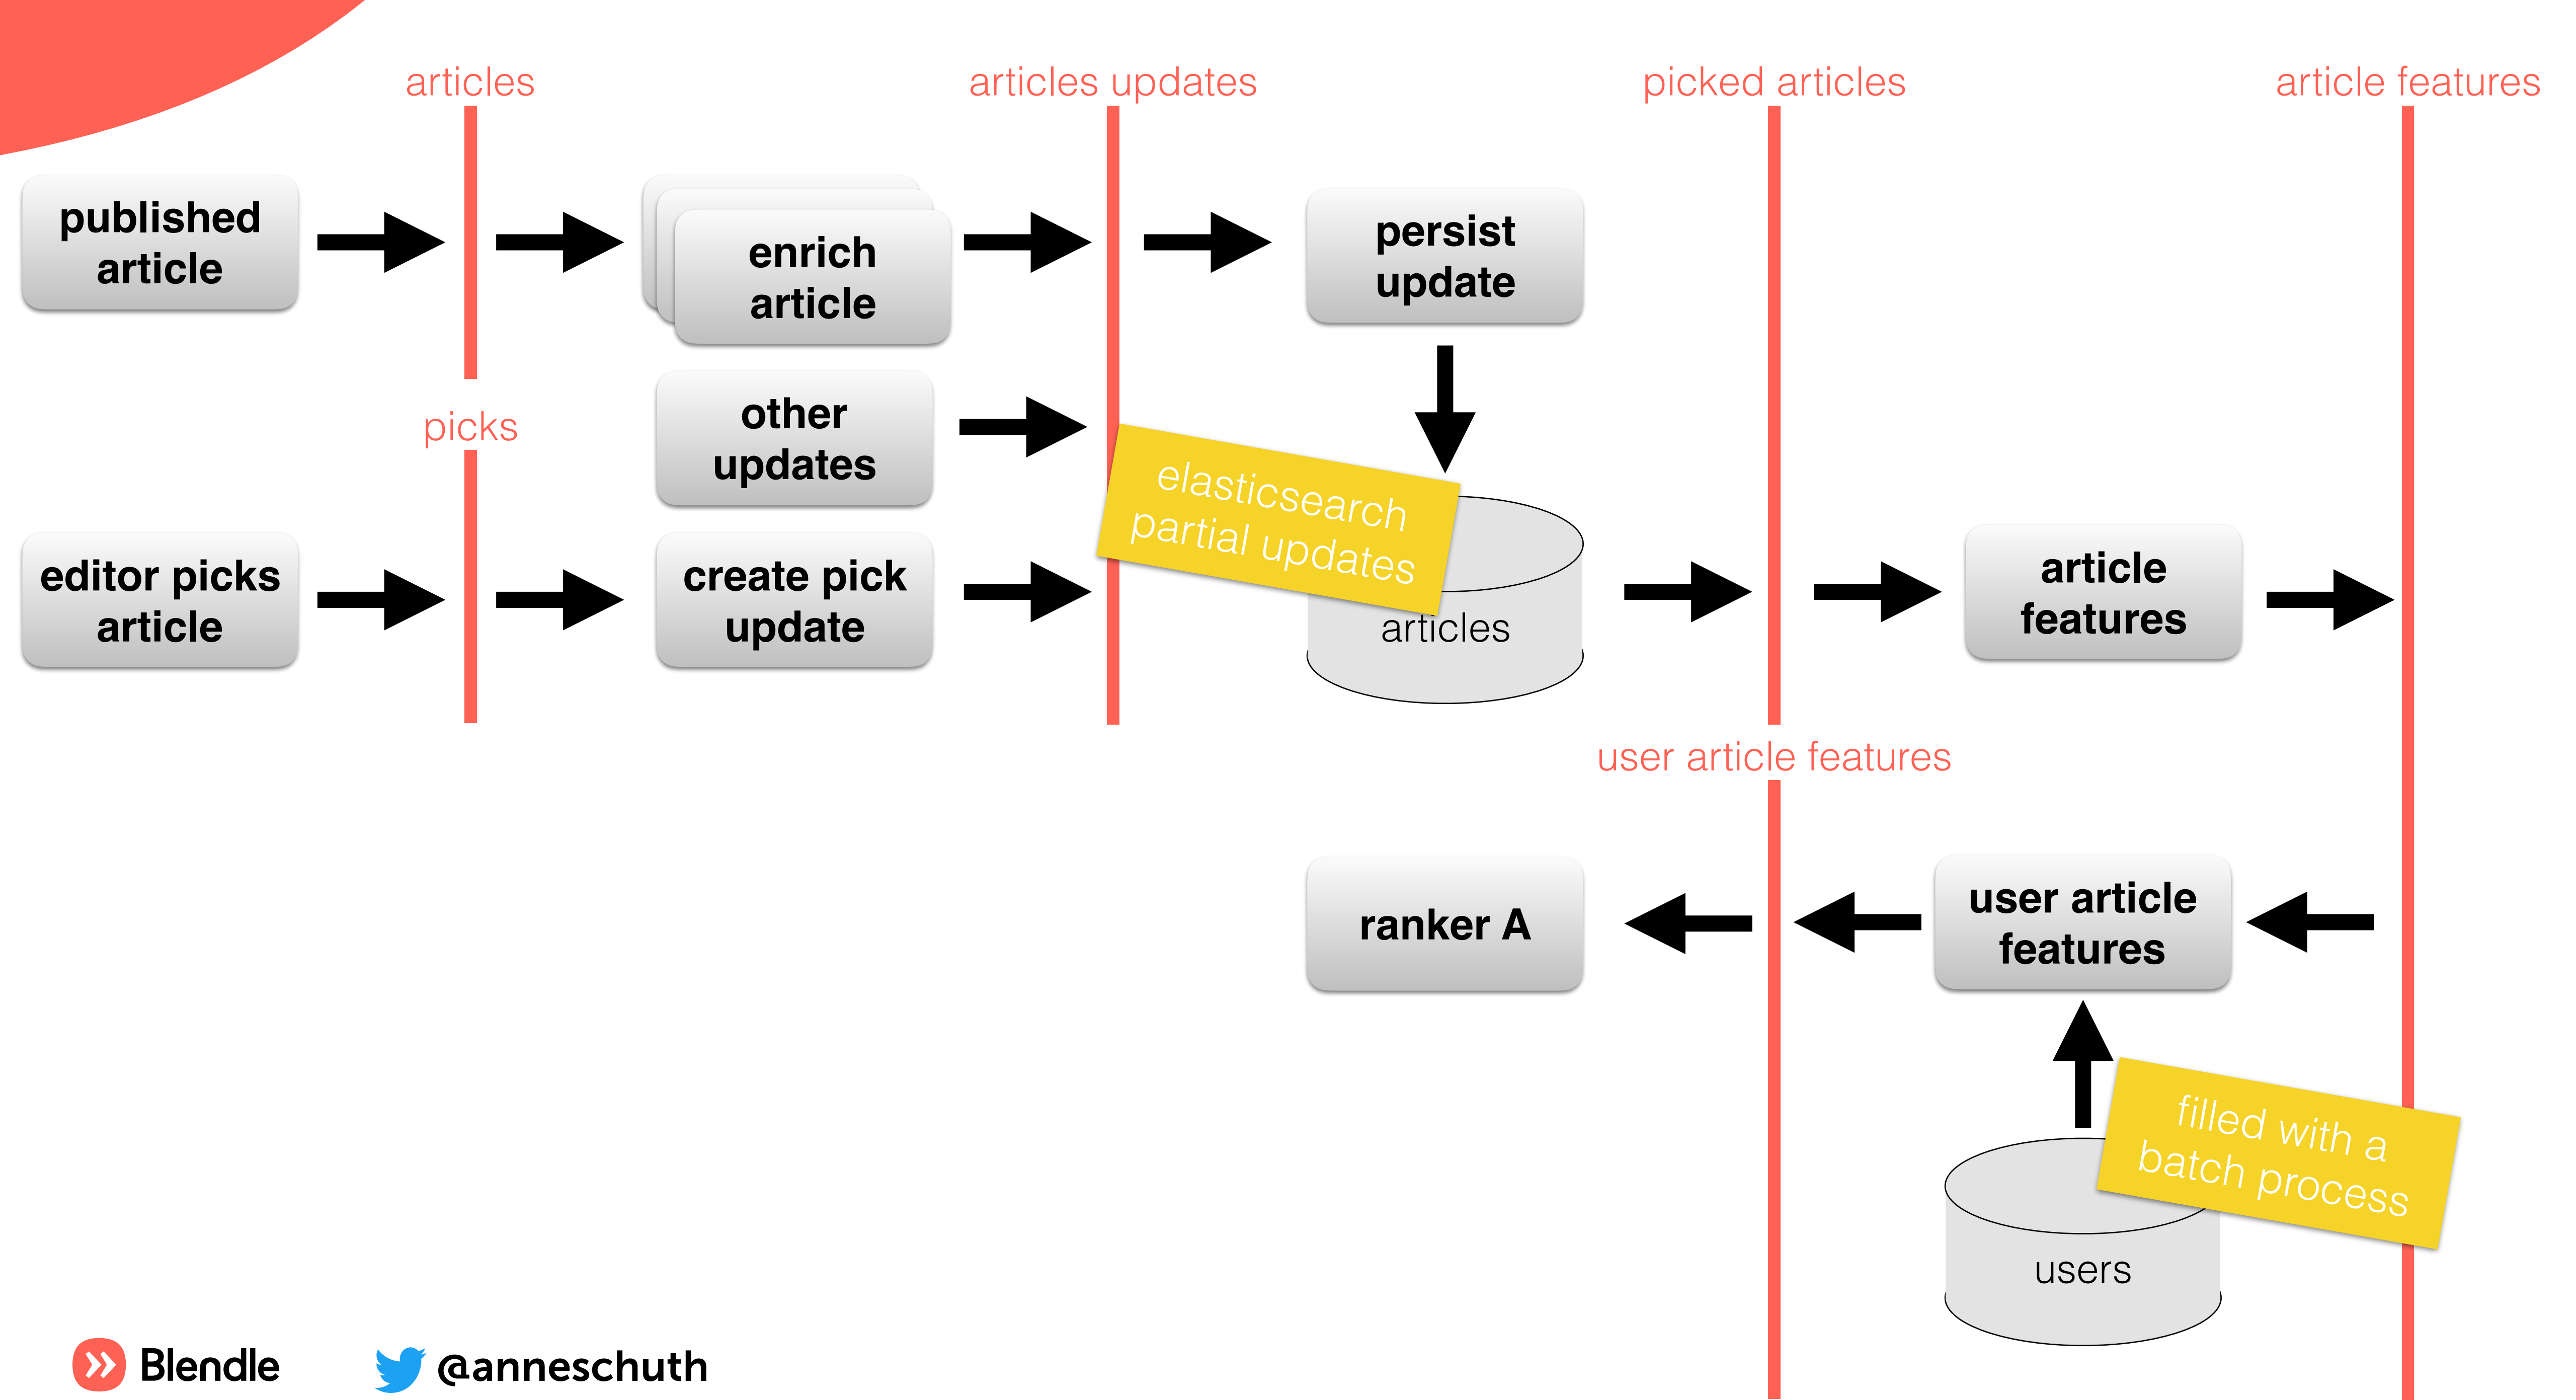 articles
articles updates
picked articles
article features
published
article
enrich
article
persist
update
picks
other
updates
elasticsearch
partial updates
editor picks
article
create pick
update
articles
article
features
user article features
ranker A
user article
features
filled with a
batch process
users
Blendle
@anneschuth